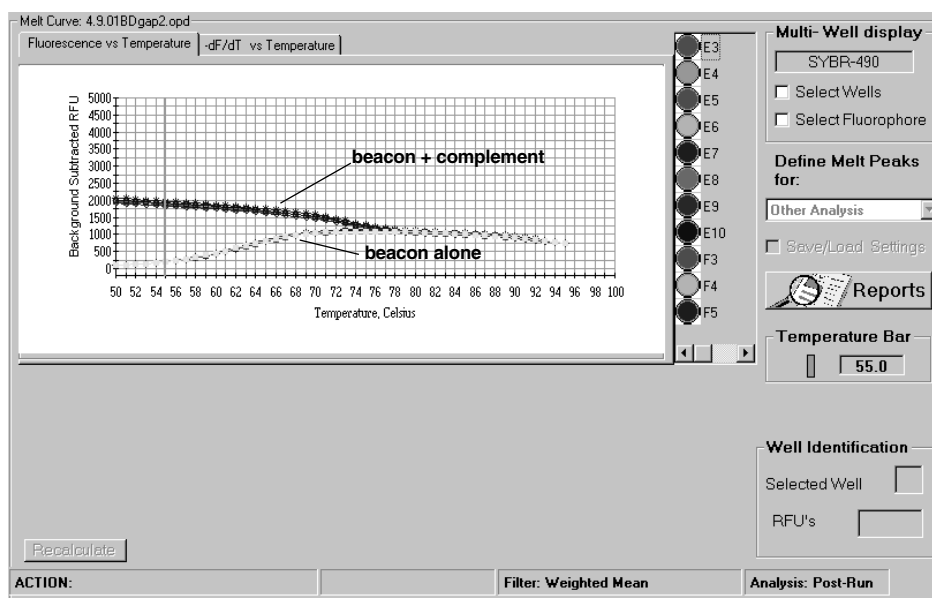 Melt Curve: 4.9.01BDgap2.opd
Fluorescence vs Temperature
-dF/dT vs Temperature
Background Subtracted RFU
5000
4500
4000
3500
3000
2500
2000
1500
1000
500
0
beacon + complement
beacon alone
50 52 54 56 58 60 62 64 66 68 70 72 74 76 78 80 82 84 86 88 90 92 94 96 98 100
Temperature, Celsius
E3
E4
E5
E6
E7
E8
E9
E10
F3
F4
F5
Multi- Well display
SYBR-490
Select Wells
Select Fluorophore
Define Melt Peaks
for:
Other Analysis
Save/Load Settings
Reports
Temperature Bar
55.0
Well Identification
Selected Well
RFU's
Recalculate
ACTION:
Filter: Weighted Mean
Analysis: Post-Run